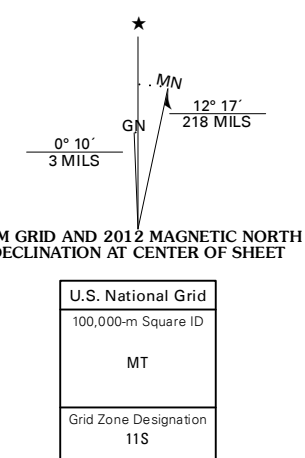 MN
12° 17´
218 MILS
GN
0° 10´
3 MILS
M GRID AND 2012 MAGNETIC NORTH
DECLINATION AT CENTER OF SHEET
U.S. National Grid
100,000-m Square ID
MT
Grid Zone Designation
11S